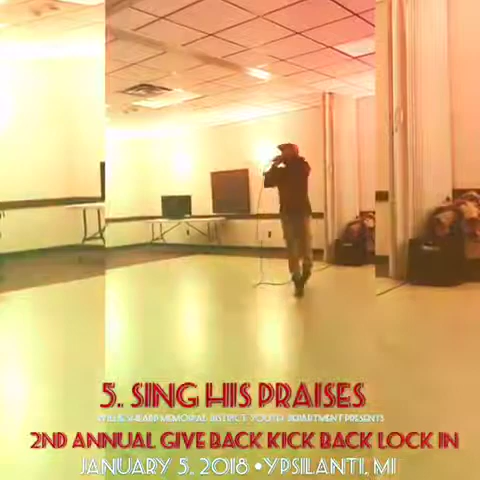 5. SING HIS PRAISES
MEMORIAL DISTRICT YOUTH DEPARTMENT PRESENTS
2ND ANNUAL GIVE BACK KICK BACK LOCK IN
JANUARY 5, 2018 • YPSILANTI, MI